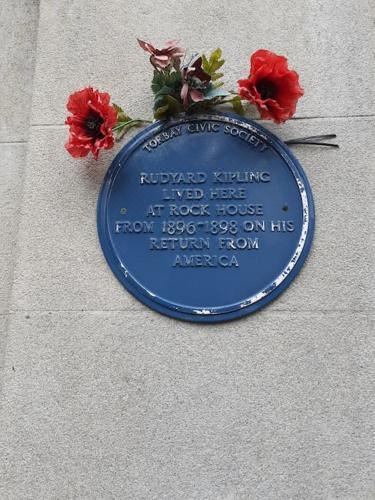 TORBAY CIVIC SOCIETY
RUDYARD KIPLING
LIVED HERE
AT ROCK HOUSE
FROM 1896-1898 ON HIS
RETURN FROM
AMERICA